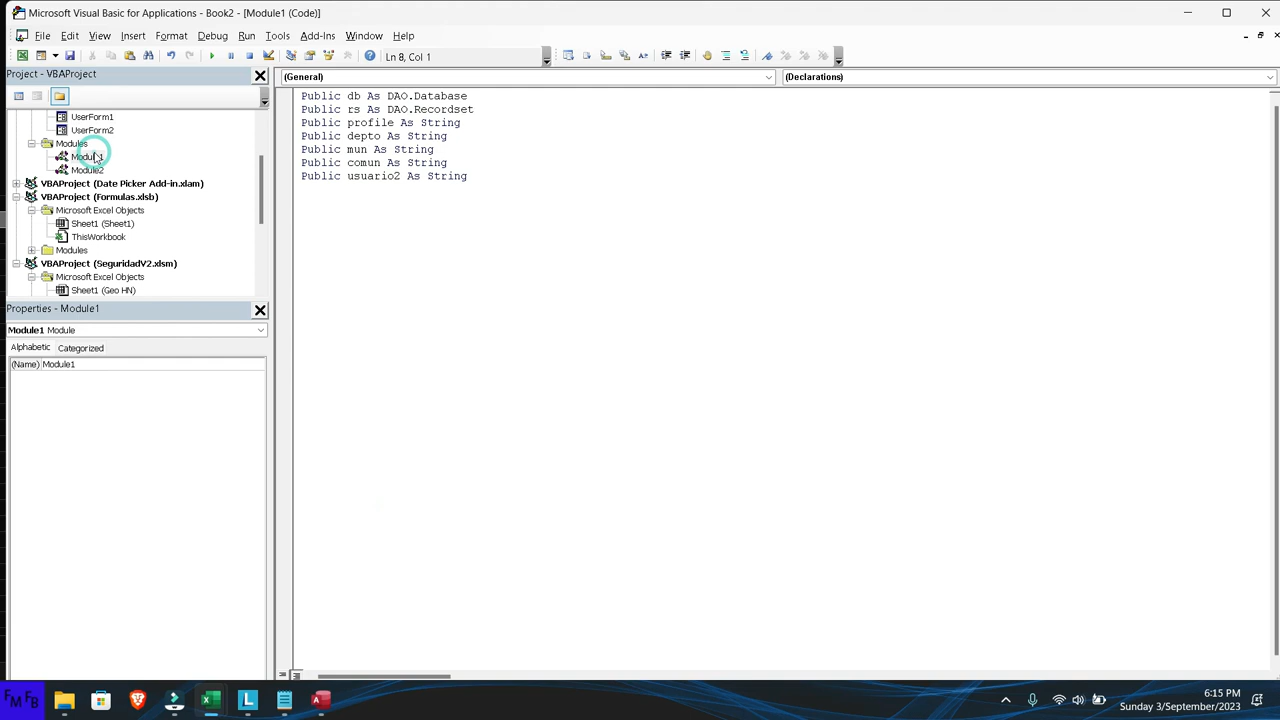 Microsoft Visual Basic for Applications - Book2 - [Module1 (Code)]
File Edit View Insert Format Debug Run Tools Add-Ins Window Help
Ln 8, Col 1
Project - VBAProject
(General)
(Declarations)
UserForm1
UserForm2
Modules
Module1
Module2
VBAProject (Date Picker Add-in.xlam)
VBAProject (Formulas.xlsb)
Microsoft Excel Objects
Sheet1 (Sheet1)
ThisWorkbook
Modules
VBAProject (SeguridadV2.xlsm)
Microsoft Excel Objects
Sheet1 (Geo HN)
Public db As DAO.Database
Public rs As DAO.Recordset
Public profile As String
Public depto As String
Public mun As String
Public comun As String
Public usuario2 As String
Properties - Module1
Module1 Module
Alphabetic Categorized
(Name) Module1
FM FB
L
6:15 PM
Sunday 3/September/2023